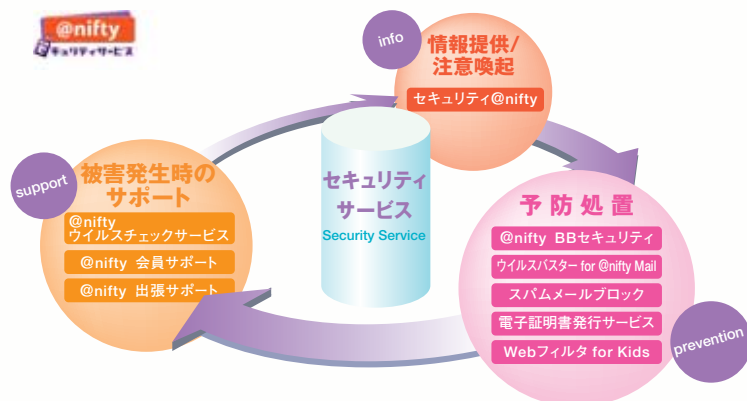 @nifty
セキュリティサービス
info
情報提供/
注意喚起
セキュリティ@nifty
support
被害発生時の
サポート
@nifty
ウイルスチェックサービス
@nifty 会員サポート
@nifty 出張サポート
セキュリティ
サービス
Security Service
予防処置
@nifty BBセキュリティ
ウイルスバスター for @nifty Mail
スパムメールブロック
電子証明書発行サービス
Webフィルタ for Kids
prevention